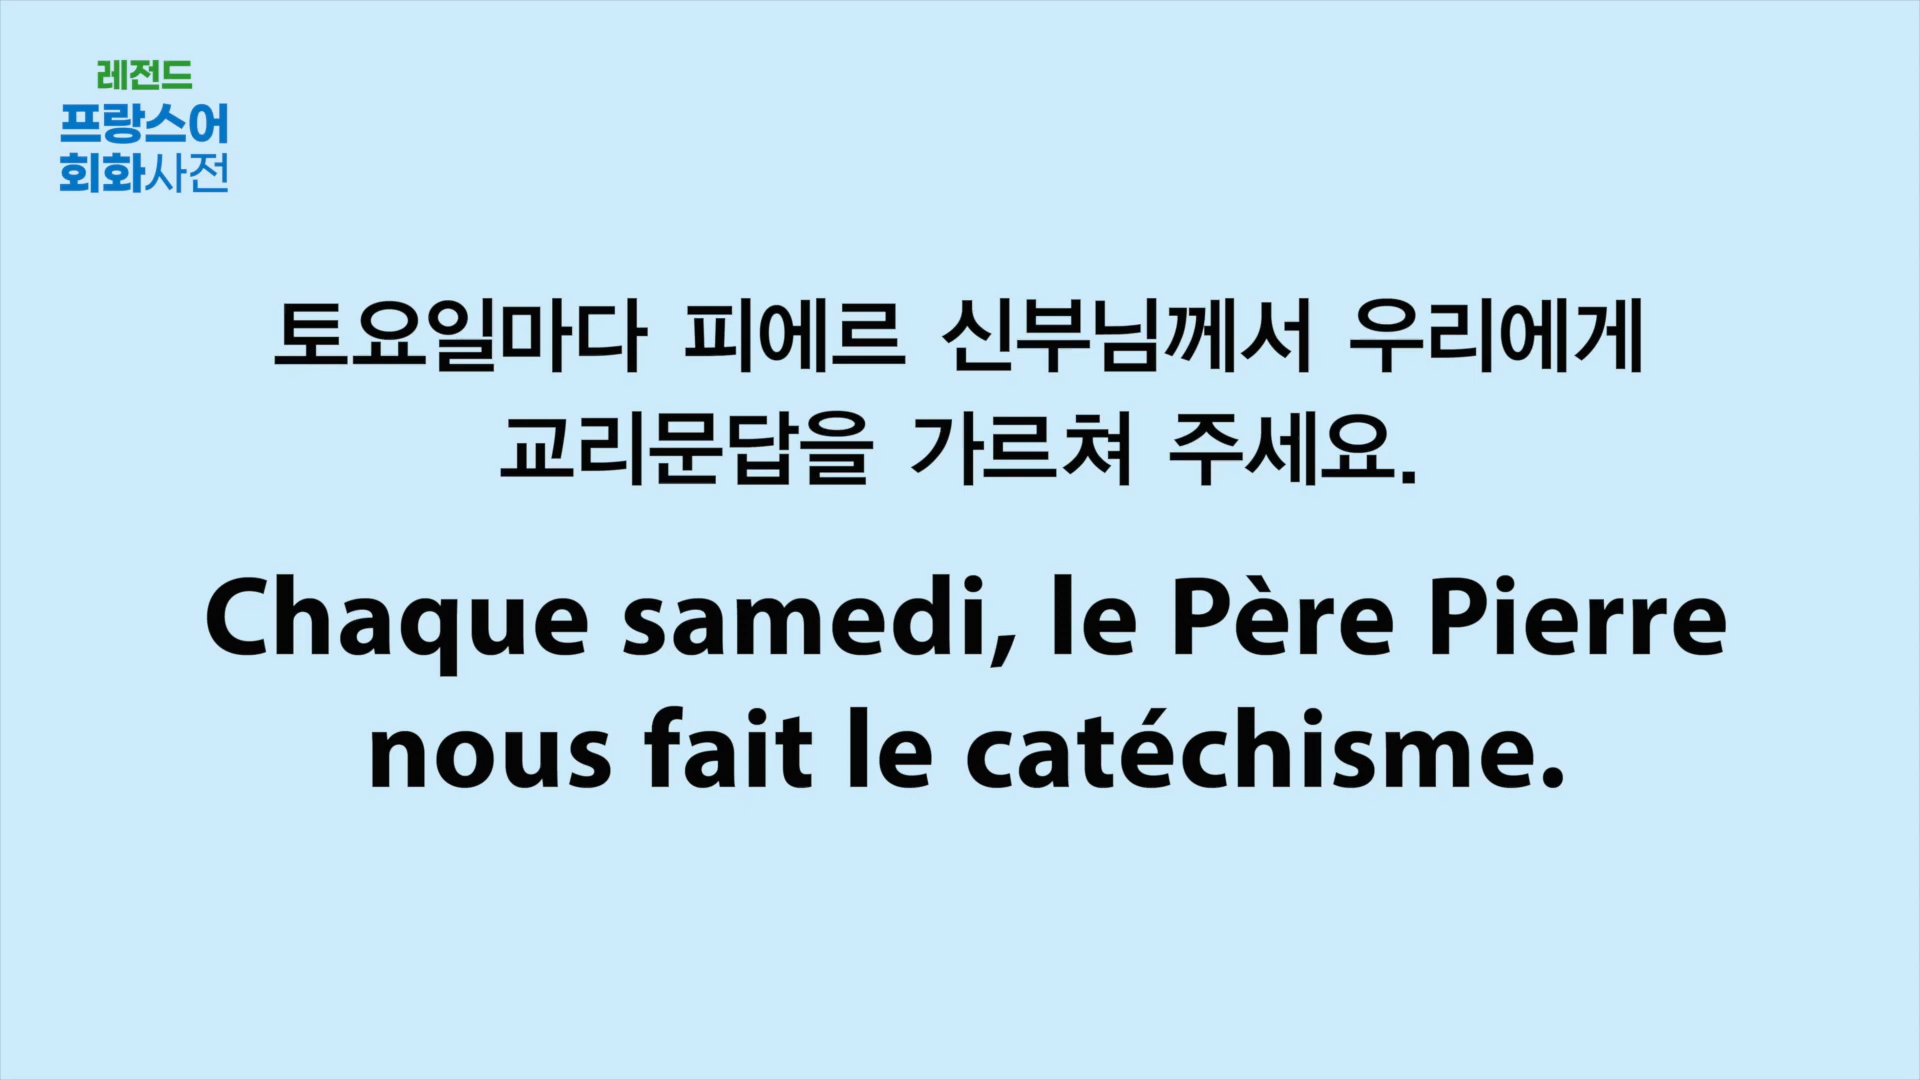 레전드
프랑스어
회화사전
토요일마다 피에르 신부님께서 우리에게
교리문답을 가르쳐 주세요.
Chaque samedi, le Père Pierre
nous fait le catéchisme.